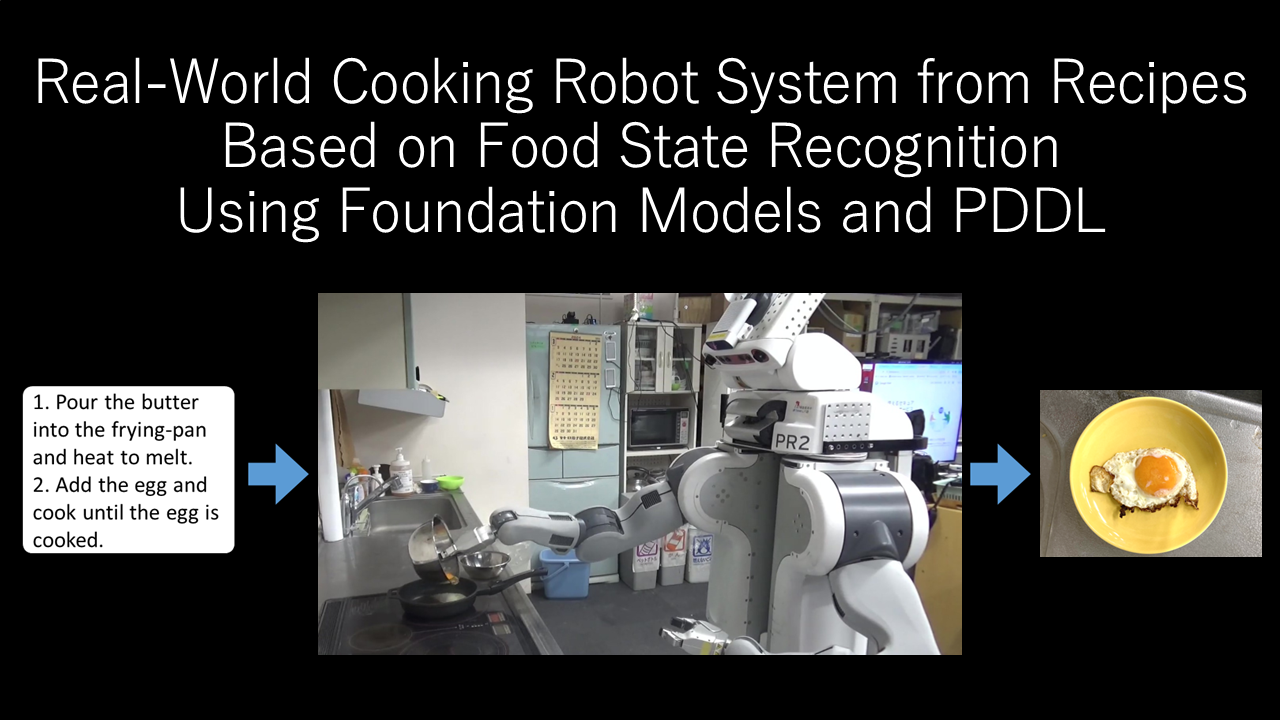 Real-World Cooking Robot System from Recipes
Based on Food State Recognition
Using Foundation Models and PDDL
1. Pour the butter
into the frying-pan
and heat to melt.
2. Add the egg and
cook until the egg is
cooked.
PR2